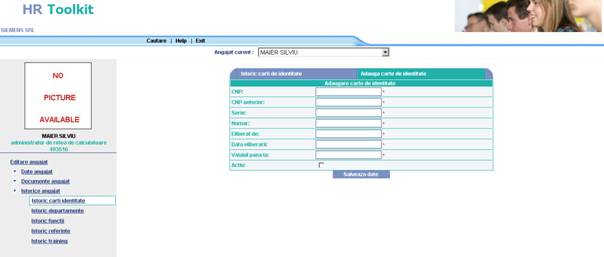 HR Toolkit
SIEMENS SRL
Cautare | Help | Exit
Angajat curent : MAIER SILVIU
NO
PICTURE
AVAILABLE
MAIER SILVIU
administrator de retea de calculatoare
493516
Editare angajat
Date angajat
Documente angajat
Istorice angajat
Istoric carti identitate
Istoric departamente
Istoric functii
Istoric referinte
Istoric training
Istoric carti de identitate
Adauga carte de identitate
Adaugare carte de identitate
CNP: *
CNP anterior: *
Serie: *
Numar: *
Eliberat de: *
Data eliberarii: *
Valabil pana la: *
Activ:
Salveaza date